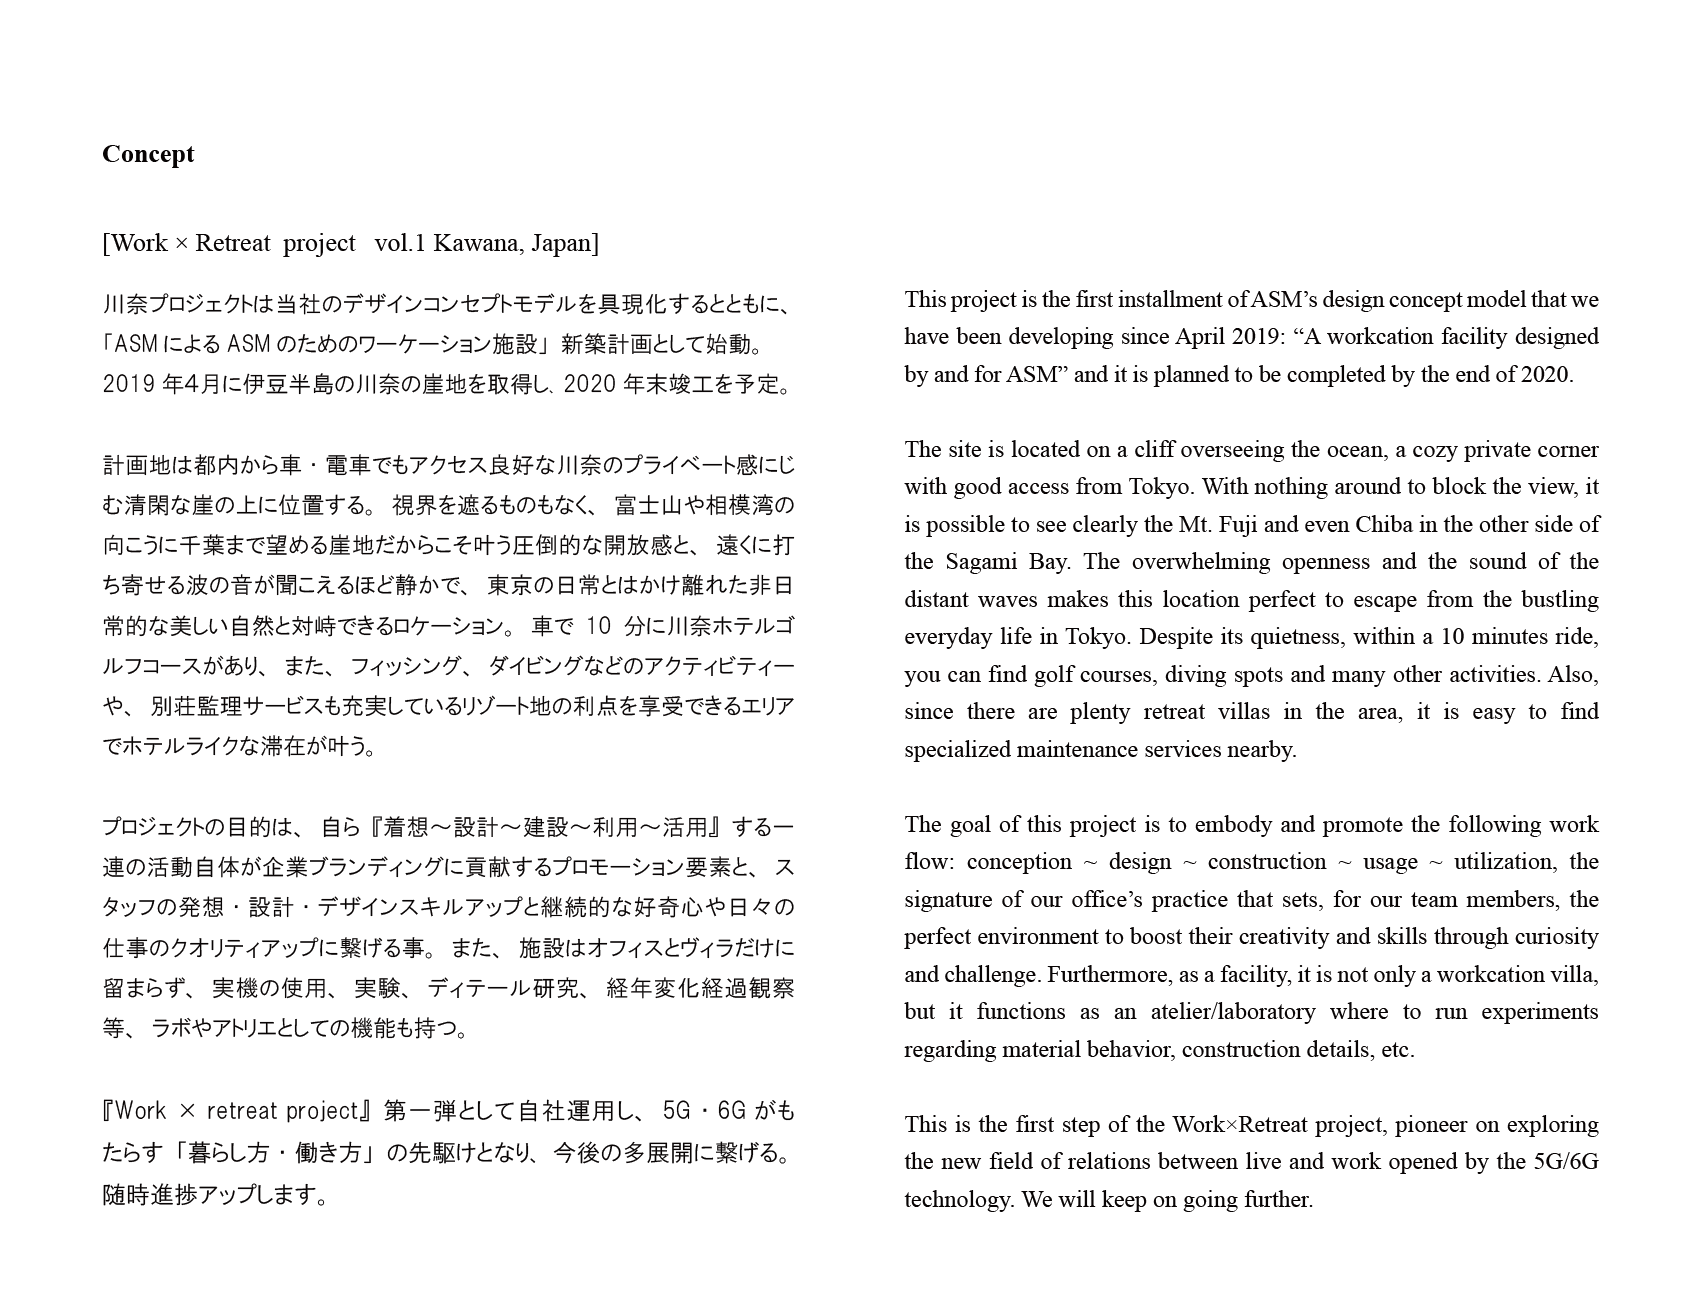 Concept
[Work × Retreat project vol.1 Kawana, Japan]
川奈プロジェクトは当社のデザインコンセプトモデルを具現化するとともに、
「ASMによる ASM のためのワーケーション施設」 新築計画として始動。
2019 年4月に伊豆半島の川奈の崖地を取得し、2020 年末竣工を予定。
計画地は都内から車・電車でもアクセス良好な川奈のプライベート感にじ
む清閑な崖の上に位置する。 視界を遮るものもなく、 富士山や相模湾の
向こうに千葉まで望める崖地だからこそ叶う圧倒的な開放感と、 遠くに打
ち寄せる波の音が聞こえるほど静かで、 東京の日常とはかけ離れた非日
常的な美しい自然と対峙できるロケーション。 車で 10 分に川奈ホテルゴ
ルフコースがあり、 また、 フィッシング、 ダイビングなどのアクティビティー
や、 別荘監理サービスも充実しているリゾート地の利点を享受できるエリア
でホテルライクな滞在が叶う。
プロジェクトの目的は、 自ら『着想～設計～建設～利用～活用』する一
連の活動自体が企業ブランディングに貢献するプロモーション要素と、 ス
タッフの発想・設計・デザインスキルアップと継続的な好奇心や日々の
仕事のクオリティアップに繋げる事。 また、 施設はオフィスとヴィラだけに
留まらず、 実機の使用、 実験、 ディテール研究、 経年変化経過観察
等、 ラボやアトリエとしての機能も持つ。
『Work × retreat project』 第一弾として自社運用し、 5G・6G がも
たらす 「暮らし方・働き方」 の先駆けとなり、 今後の多展開に繋げる。
随時進捗アップします。
This project is the first installment of ASM’s design concept model that we
have been developing since April 2019: “A workcation facility designed
by and for ASM” and it is planned to be completed by the end of 2020.
The site is located on a cliff overseeing the ocean, a cozy private corner
with good access from Tokyo. With nothing around to block the view, it
is possible to see clearly the Mt. Fuji and even Chiba in the other side of
the Sagami Bay. The overwhelming openness and the sound of the
distant waves makes this location perfect to escape from the bustling
everyday life in Tokyo. Despite its quietness, within a 10 minutes ride,
you can find golf courses, diving spots and many other activities. Also,
since there are plenty retreat villas in the area, it is easy to find
specialized maintenance services nearby.
The goal of this project is to embody and promote the following work
flow: conception ~ design ~ construction ~ usage ~ utilization, the
signature of our office’s practice that sets, for our team members, the
perfect environment to boost their creativity and skills through curiosity
and challenge. Furthermore, as a facility, it is not only a workcation villa,
but it functions as an atelier/laboratory where to run experiments
regarding material behavior, construction details, etc.
This is the first step of the Work×Retreat project, pioneer on exploring
the new field of relations between live and work opened by the 5G/6G
technology. We will keep on going further.